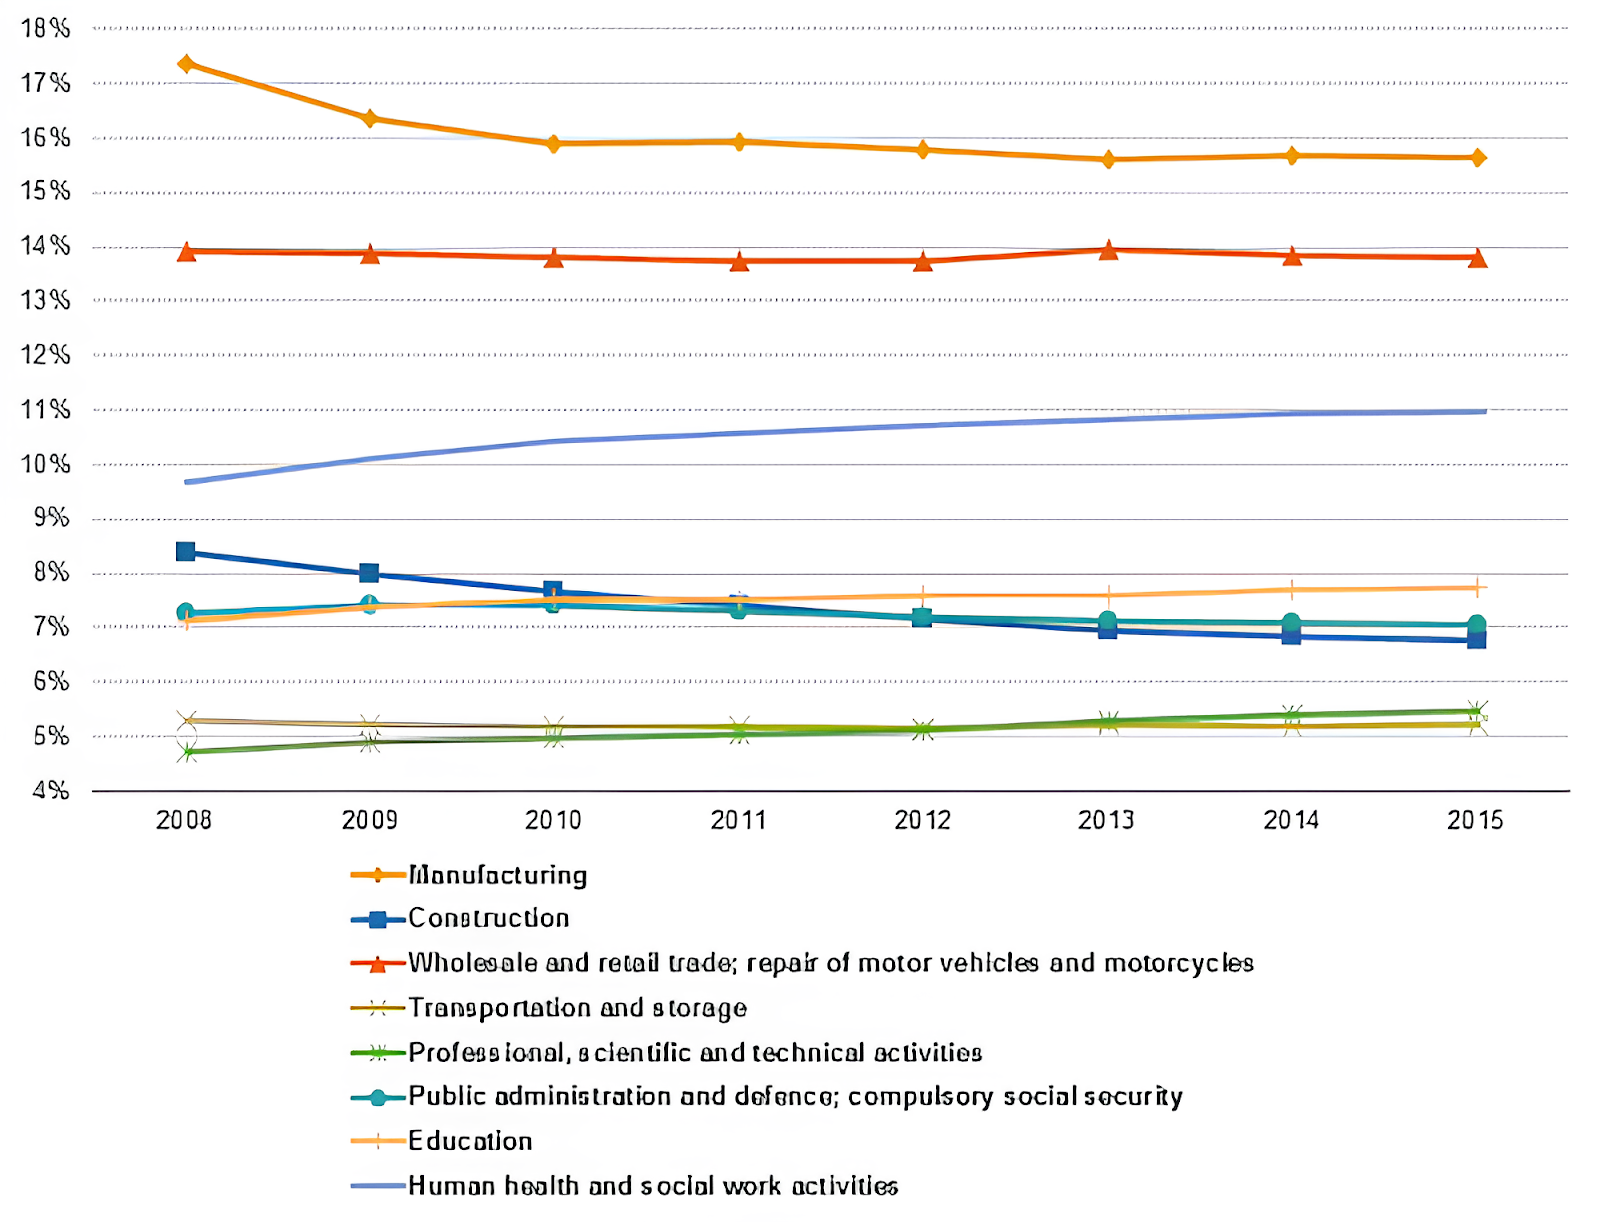 18%
17%
16%
15%
14%
13%
12%
11%
10%
9%
8%
7%
6%
5%
4%
2008 2009 2010 2011 2012 2013 2014 2015
Manufacturing
Construction
Wholesale and retail trade; repair of motor vehicles and motorcycles
Transportation and storage
Professional, scientific and technical activities
Public administration and defence; compulsory social security
Education
Human health and social work activities